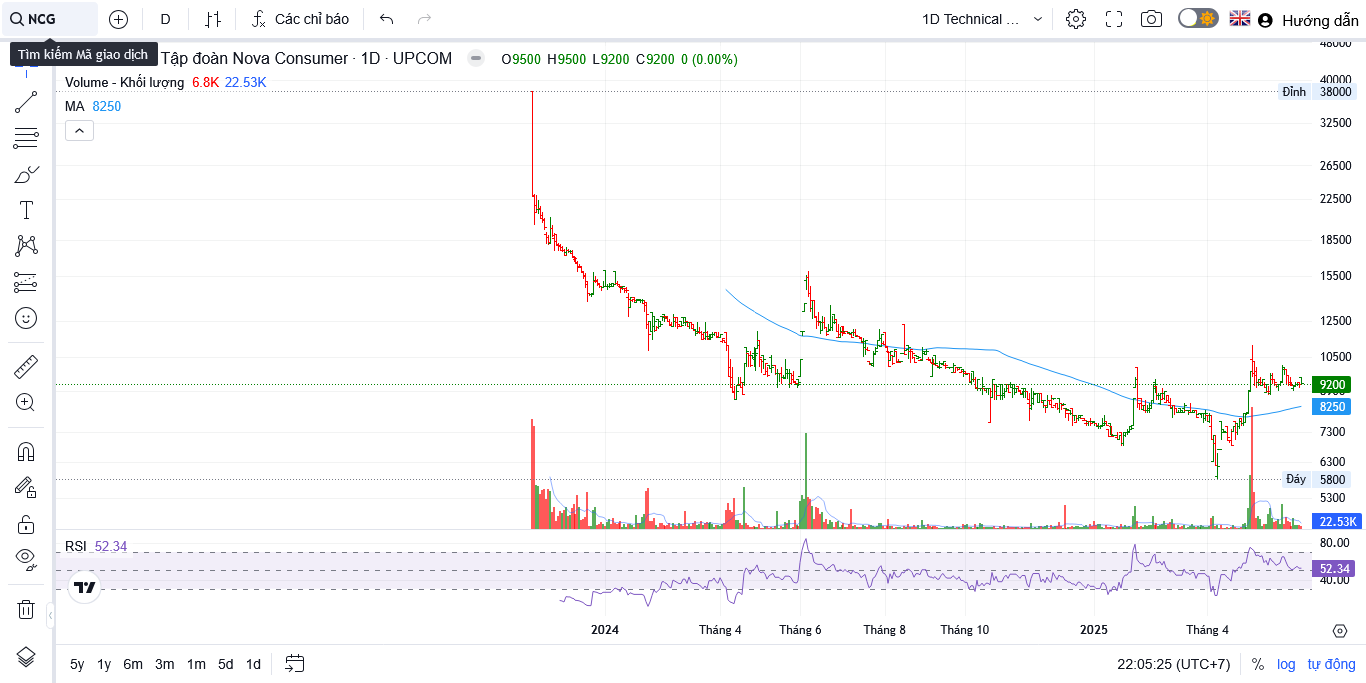 NCG D Các chỉ báo 1D Technical ... Hướng dẫn
Tìm kiếm Mã giao dịch
Tập đoàn Nova Consumer · 1D · UPCOM O9500 H9500 L9200 C9200 0 (0.00%)
Volume - Khối lượng 6.8K 22.53K
MA 8250
48000
40000
Đỉnh 38000
32500
26500
22500
18500
15500
12500
10500
9200
8250
7300
6300
Đáy 5800
5300
22.53K
RSI 52.34
80.00
52.34
40.00
2024 Tháng 4 Tháng 6 Tháng 8 Tháng 10 2025 Tháng 4
5y 1y 6m 3m 1m 5d 1d 22:05:25 (UTC+7) % log tự động